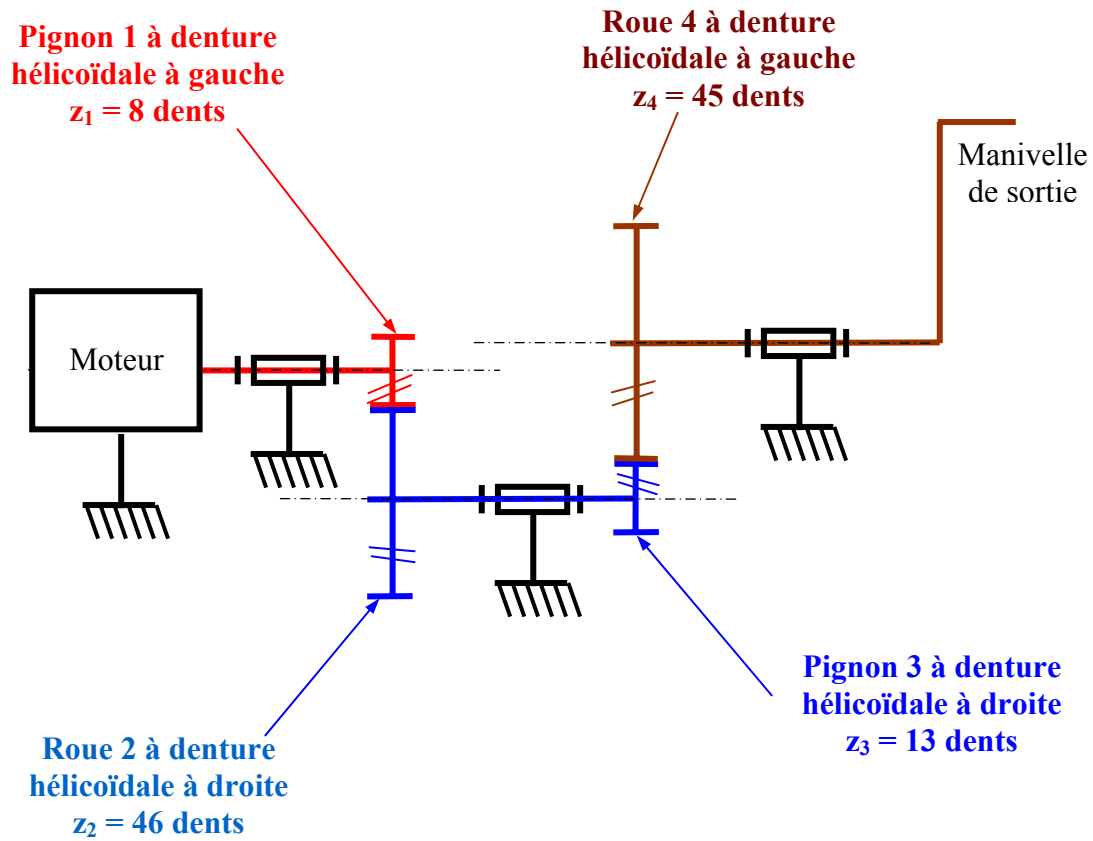 Pignon 1 à denture
hélicoïdale à gauche
z₁ = 8 dents
Roue 4 à denture
hélicoïdale à gauche
z₄ = 45 dents
Manivelle
de sortie
Moteur
Pignon 3 à denture
hélicoïdale à droite
z₃ = 13 dents
Roue 2 à denture
hélicoïdale à droite
z₂ = 46 dents